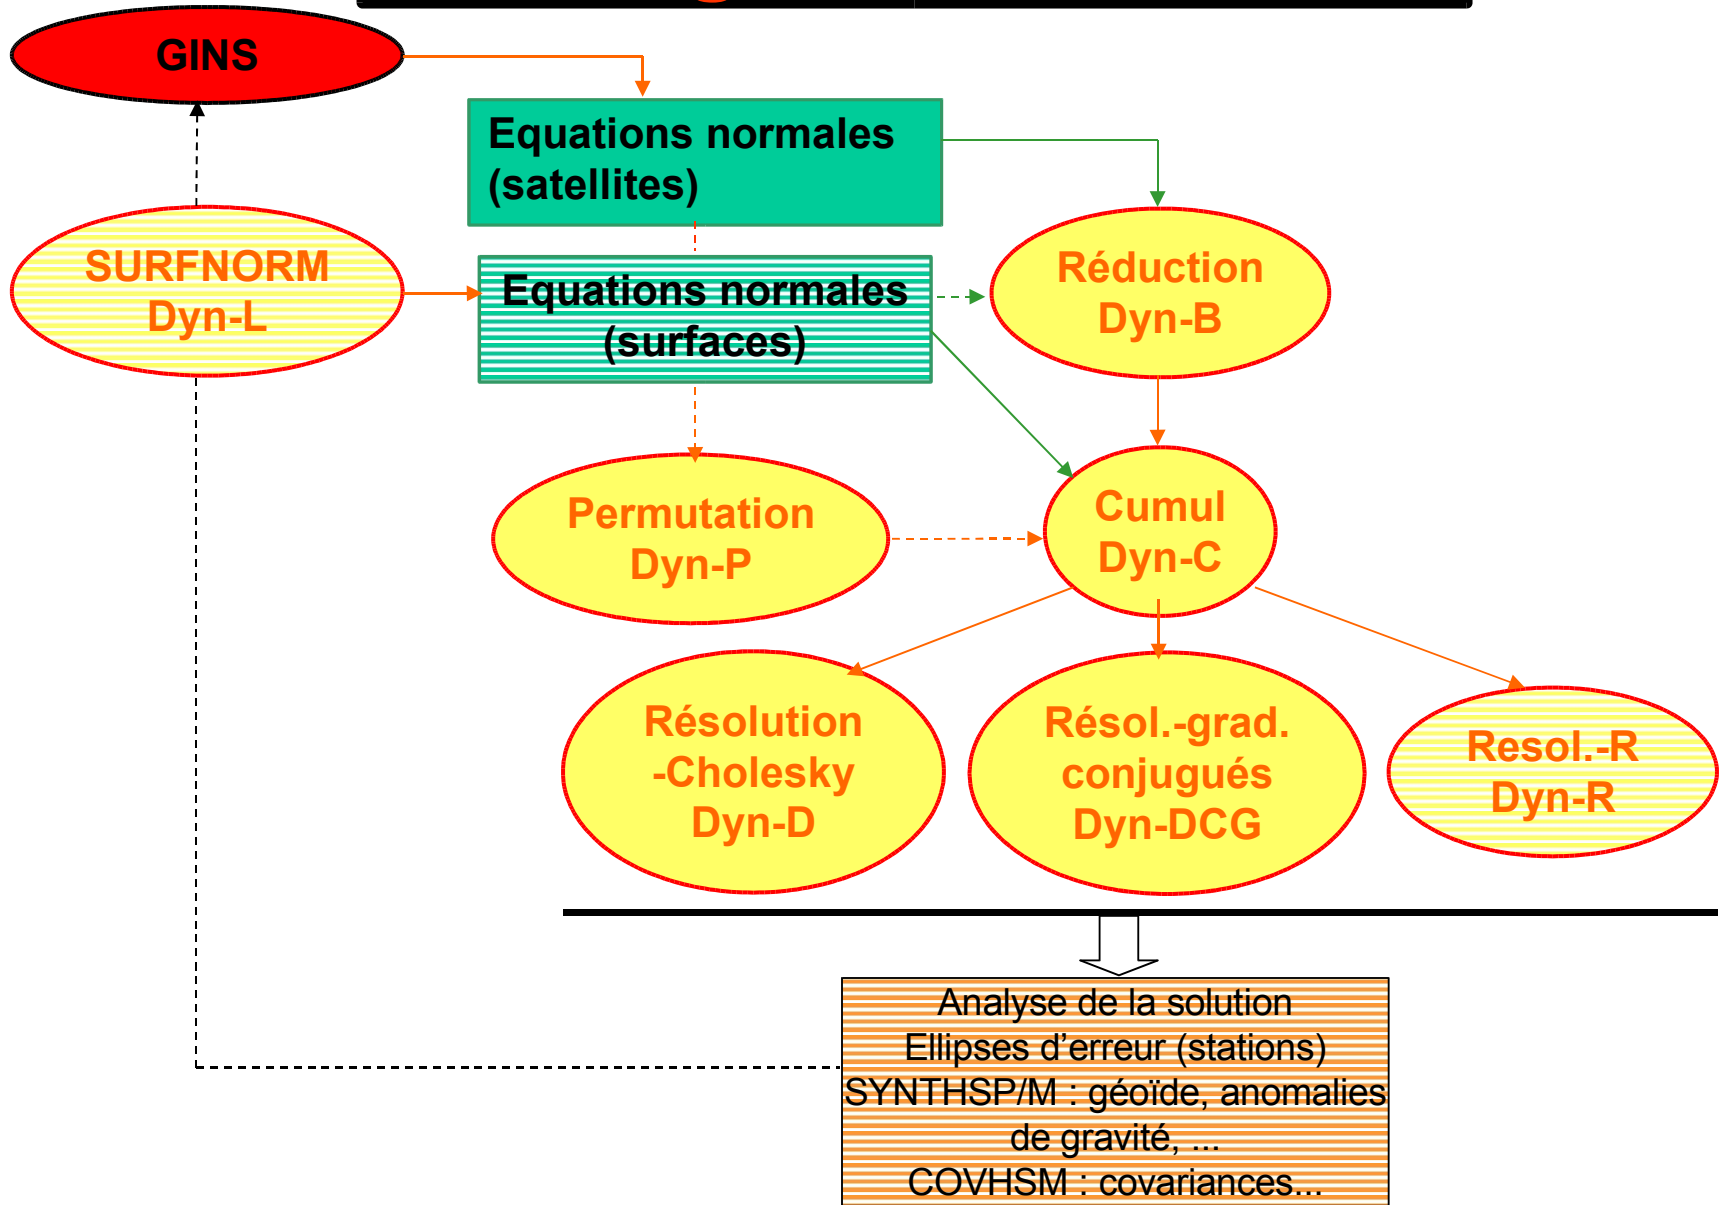 GINS
Equations normales
(satellites)
SURFNORM
Dyn-L
Equations normales
(surfaces)
Réduction
Dyn-B
Permutation
Dyn-P
Cumul
Dyn-C
Résolution
-Cholesky
Dyn-D
Résol.-grad.
conjugués
Dyn-DCG
Resol.-R
Dyn-R
Analyse de la solution
Ellipses d’erreur (stations)
SYNTHSP/M : géoïde, anomalies
de gravité, ...
COVHSM : covariances...